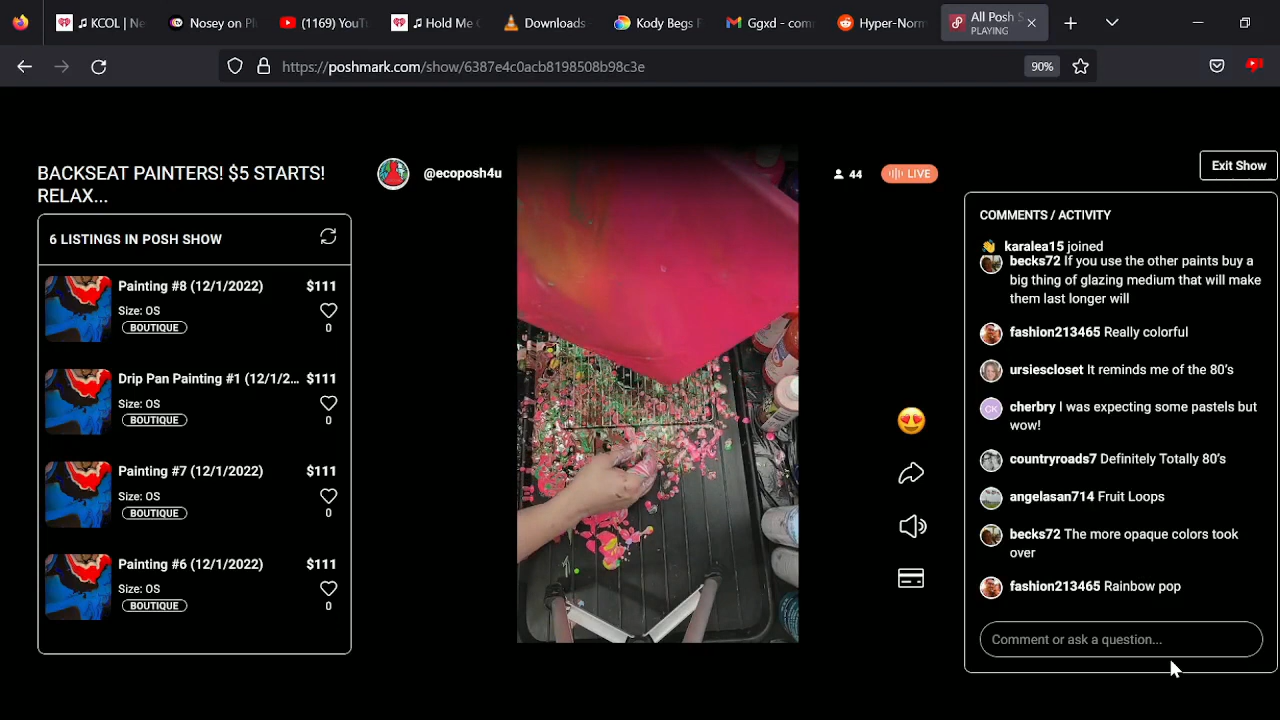 KCOL | Ne
Nosey on Pl
(1169) YouT
Hold Me C
Downloads
Kody Begs F
Ggxd - com
Hyper-Norm
All Posh S
PLAYING
https://poshmark.com/show/6387e4c0acb8198508b98c3e
90%
BACKSEAT PAINTERS! $5 STARTS!
RELAX...
6 LISTINGS IN POSH SHOW
Painting #8 (12/1/2022) $111
Size: OS
BOUTIQUE 0
Drip Pan Painting #1 (12/1/2... $111
Size: OS
BOUTIQUE 0
Painting #7 (12/1/2022) $111
Size: OS
BOUTIQUE 0
Painting #6 (12/1/2022) $111
Size: OS
BOUTIQUE 0
@ecoposh4u
44 LIVE
Exit Show
COMMENTS / ACTIVITY
karalea15 joined
becks72 If you use the other paints buy a
big thing of glazing medium that will make
them last longer will
fashion213465 Really colorful
ursiescloset It reminds me of the 80's
CK
cherbry I was expecting some pastels but
wow!
countryroads7 Definitely Totally 80's
angelasan714 Fruit Loops
becks72 The more opaque colors took
over
fashion213465 Rainbow pop
Comment or ask a question...